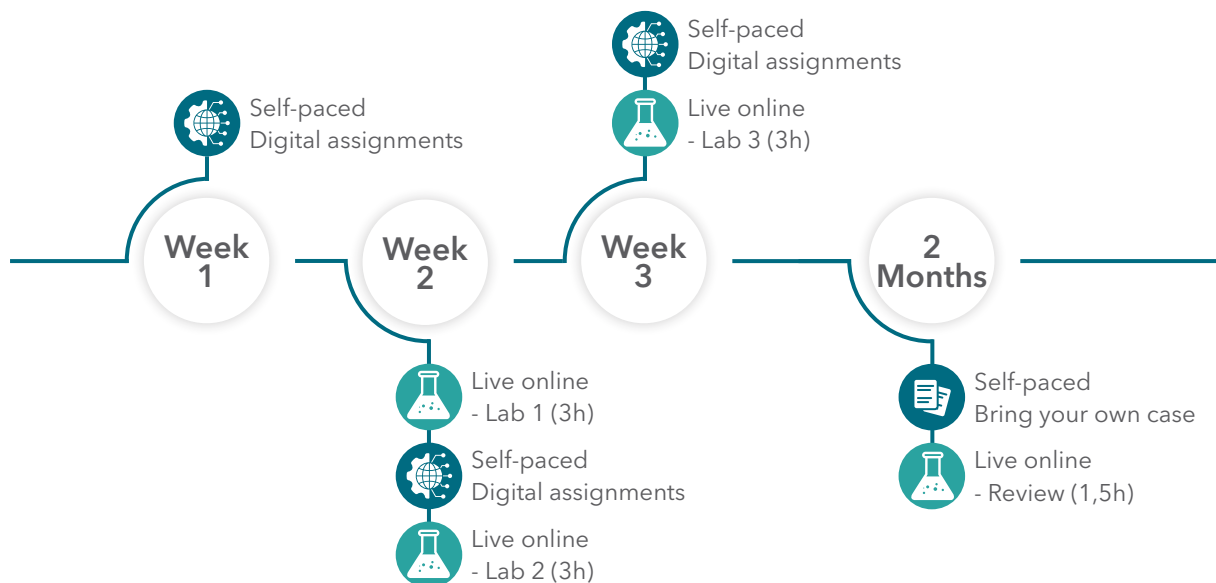 Self-paced
Digital assignments
Week
1
Live online
- Lab 1 (3h)
Self-paced
Digital assignments
Live online
- Lab 2 (3h)
Week
2
Self-paced
Digital assignments
Live online
- Lab 3 (3h)
Week
3
2
Months
Self-paced
Bring your own case
Live online
- Review (1,5h)